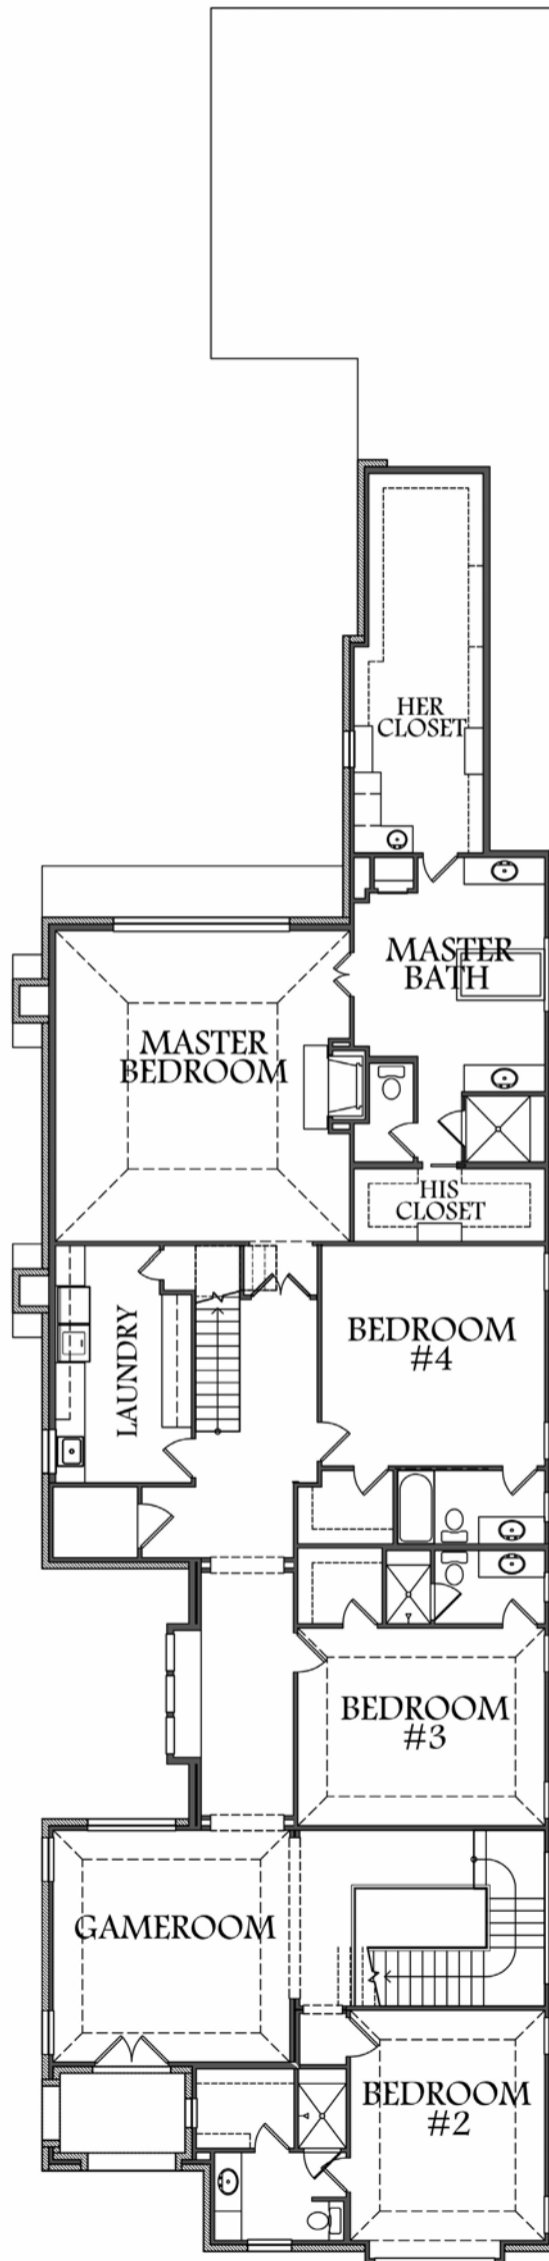 HER
CLOSET
MASTER
BATH
MASTER
BEDROOM
HIS
CLOSET
BEDROOM
#4
LAUNDRY
BEDROOM
#3
GAMEROOM
BEDROOM
#2